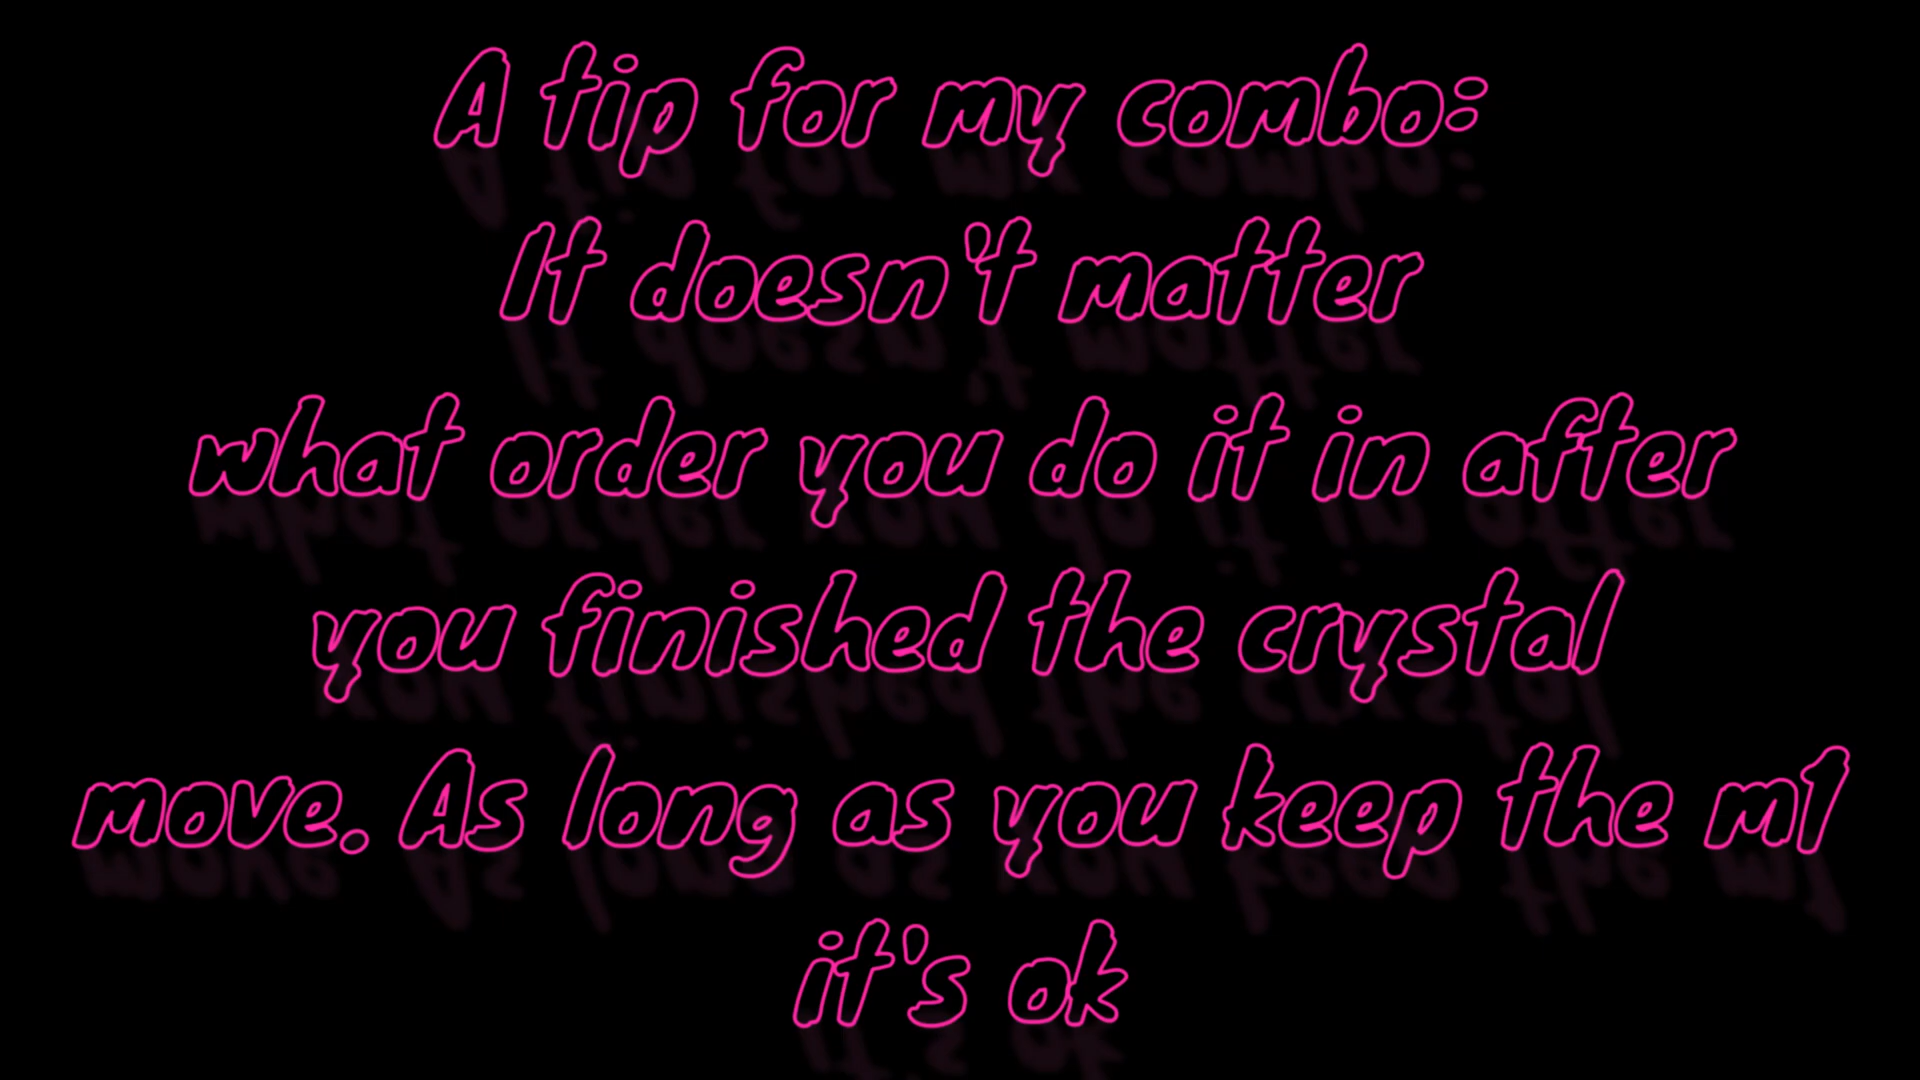 A tip for my combo:
It doesn't matter
what order you do it in after
you finished the crystal
move. As long as you keep the m1
it's ok